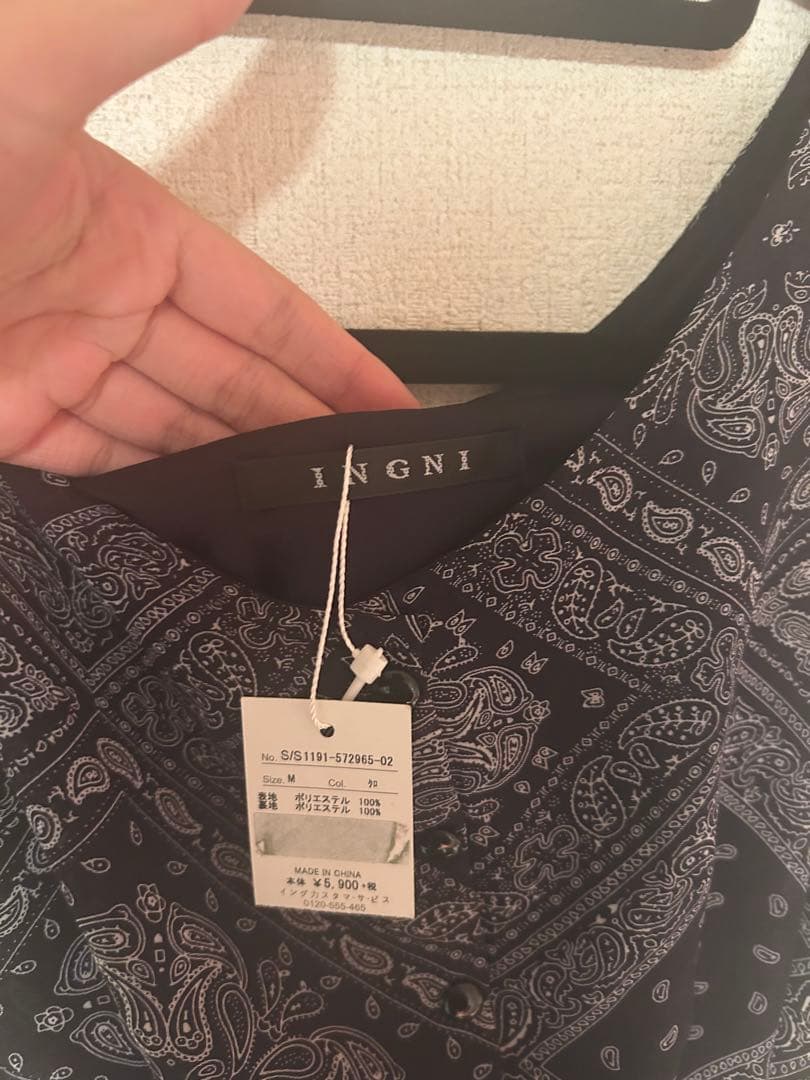 INGNI
No. S/S1191-572965-02
Size. M Col. クロ
表地 ポリエステル 100%
裏地 ポリエステル 100%
MADE IN CHINA
本体 ¥5,900+税
イングカスタマーサービス
0120-555-465